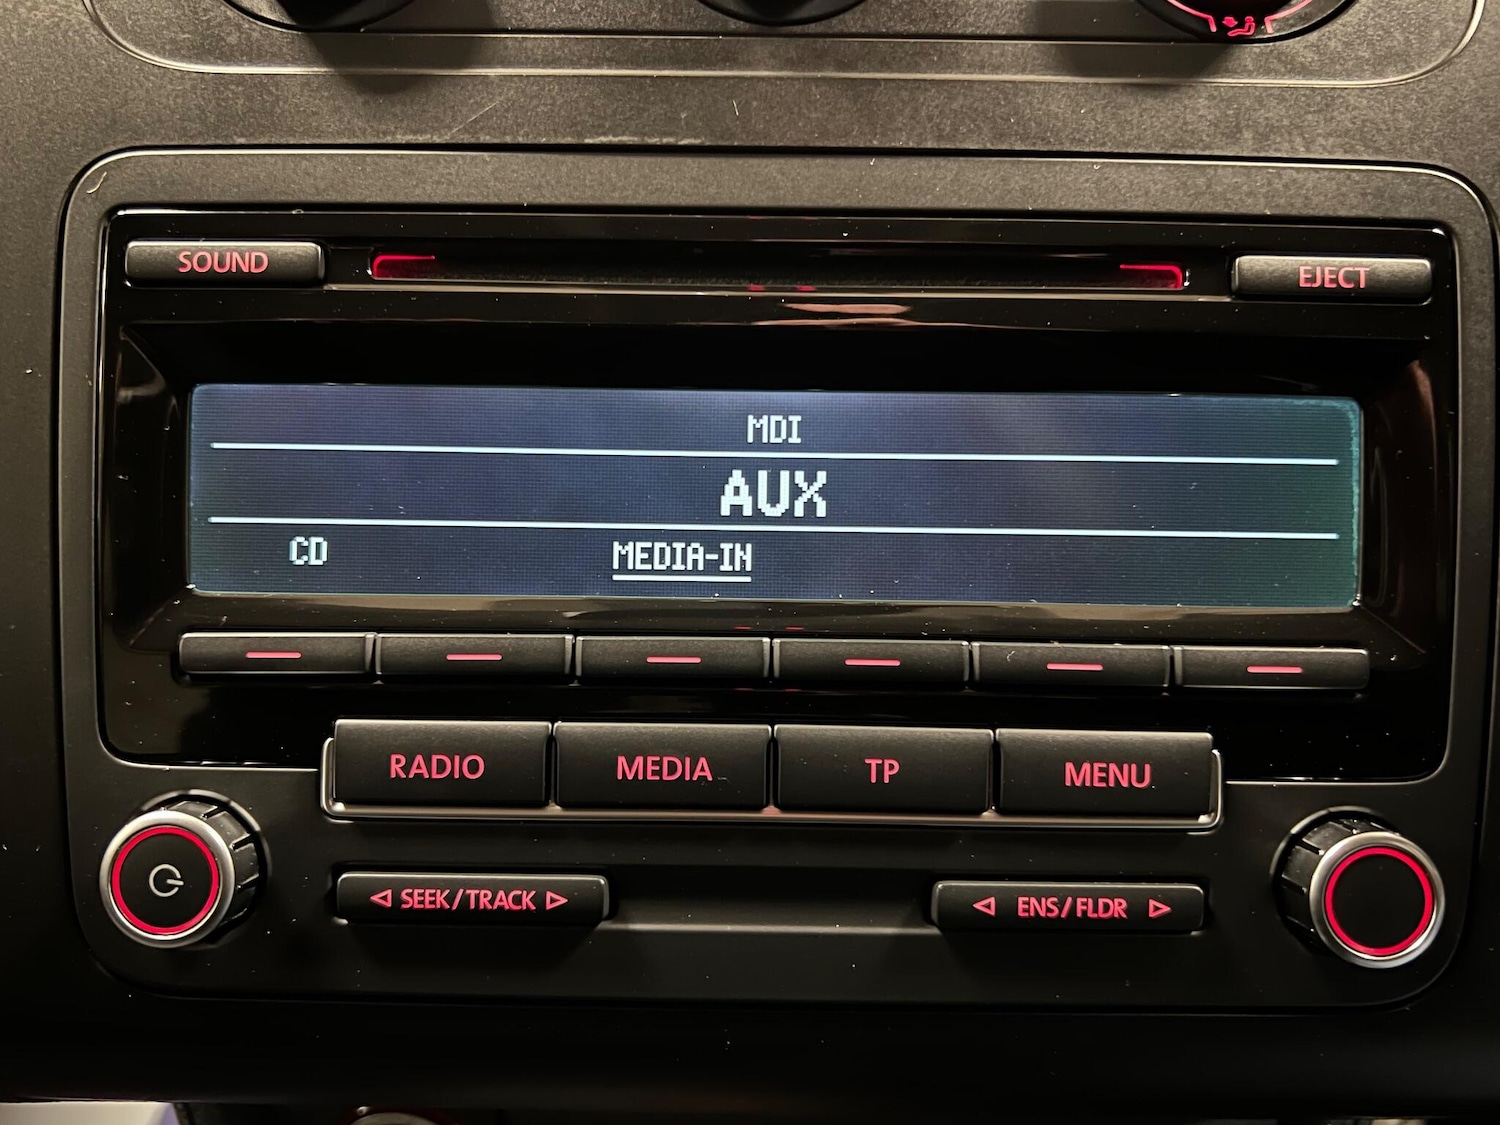 SOUND
EJECT
MDI
AUX
CD MEDIA-IN
RADIO MEDIA TP MENU
◁ SEEK/TRACK ▷
◁ ENS/FLDR ▷